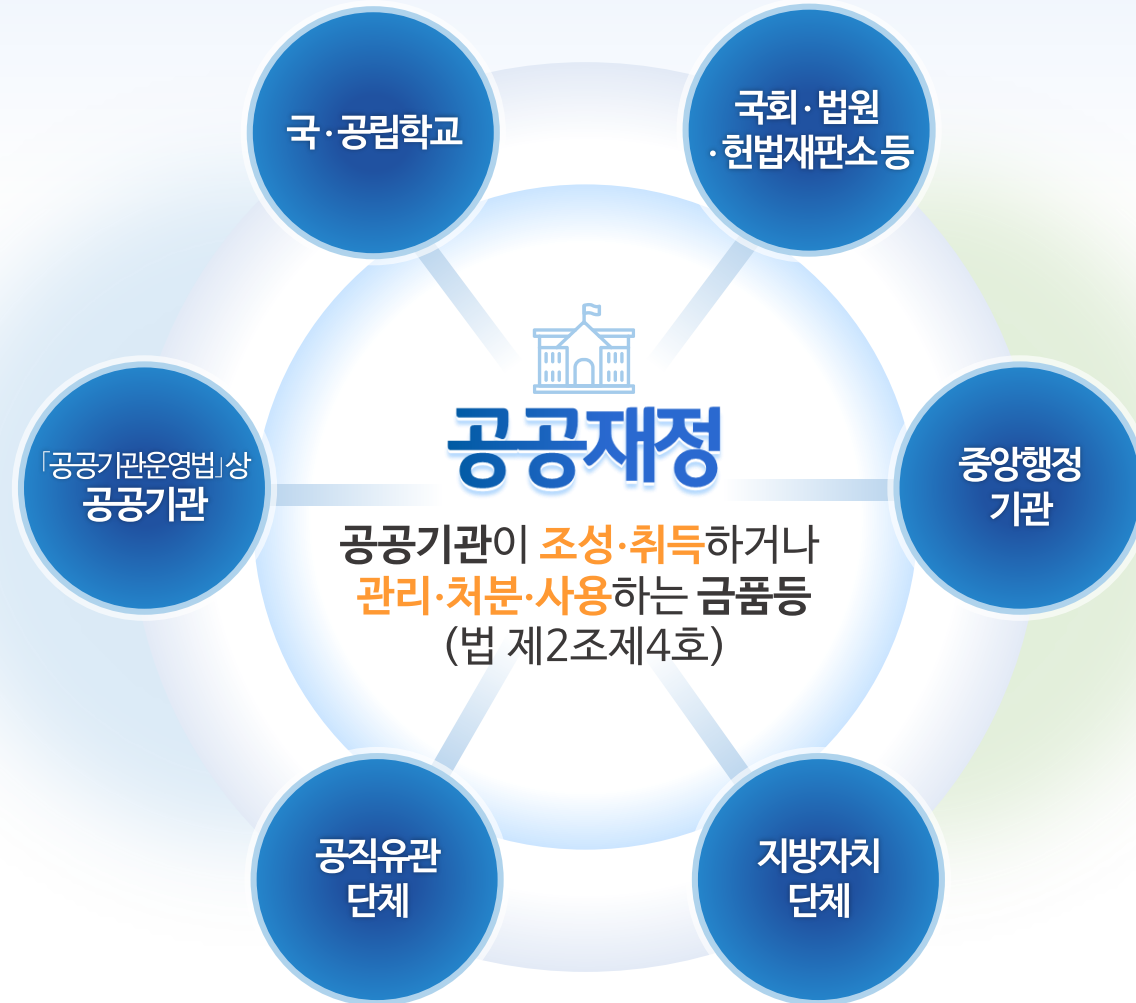 국·공립학교
국회·법원
·헌법재판소 등
「공공기관운영법」상
공공기관
공공재정
공공기관이 조성·취득하거나
관리·처분·사용하는 금품등
(법 제2조제4호)
중앙행정
기관
공직유관
단체
지방자치
단체